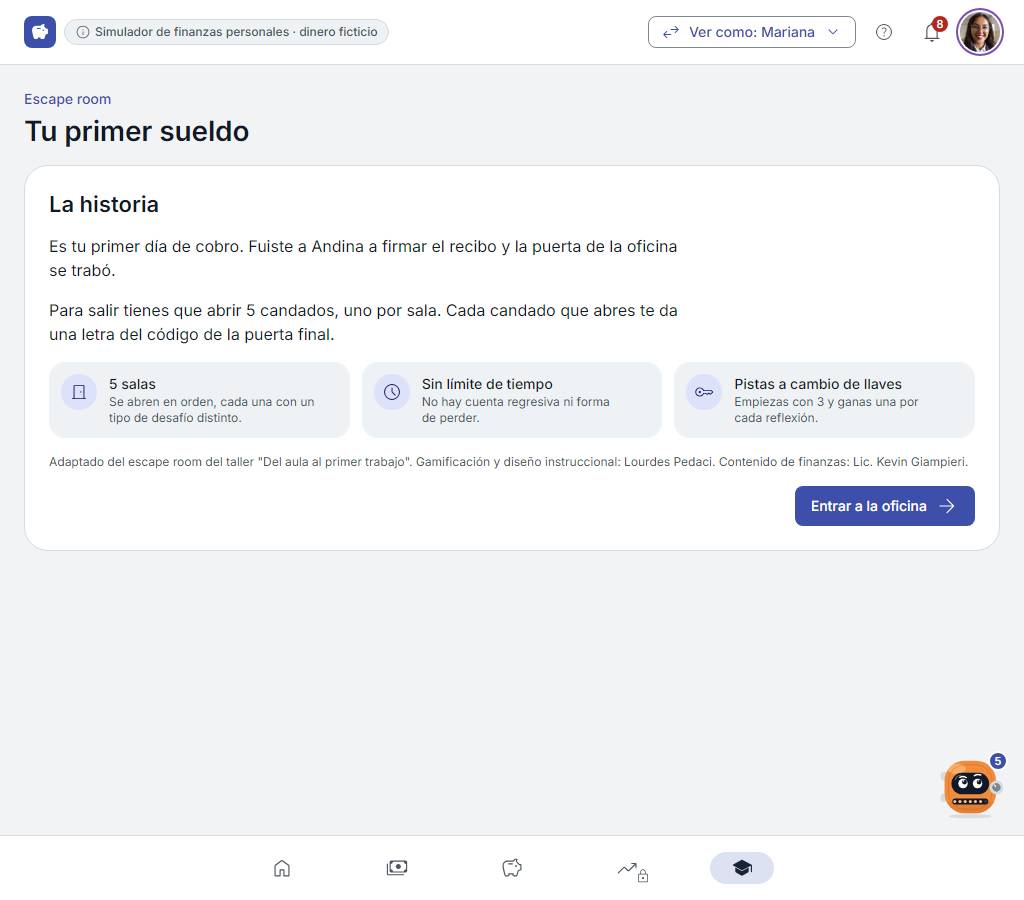 Simulador de finanzas personales · dinero ficticio
Ver como: Mariana
8
Escape room
Tu primer sueldo
La historia
Es tu primer día de cobro. Fuiste a Andina a firmar el recibo y la puerta de la oficina
se trabó.
Para salir tienes que abrir 5 candados, uno por sala. Cada candado que abres te da
una letra del código de la puerta final.
5 salas
Se abren en orden, cada una con un
tipo de desafío distinto.
Sin límite de tiempo
No hay cuenta regresiva ni forma
de perder.
Pistas a cambio de llaves
Empiezas con 3 y ganas una por
cada reflexión.
Adaptado del escape room del taller "Del aula al primer trabajo". Gamificación y diseño instruccional: Lourdes Pedaci. Contenido de finanzas: Lic. Kevin Giampieri.
Entrar a la oficina
5